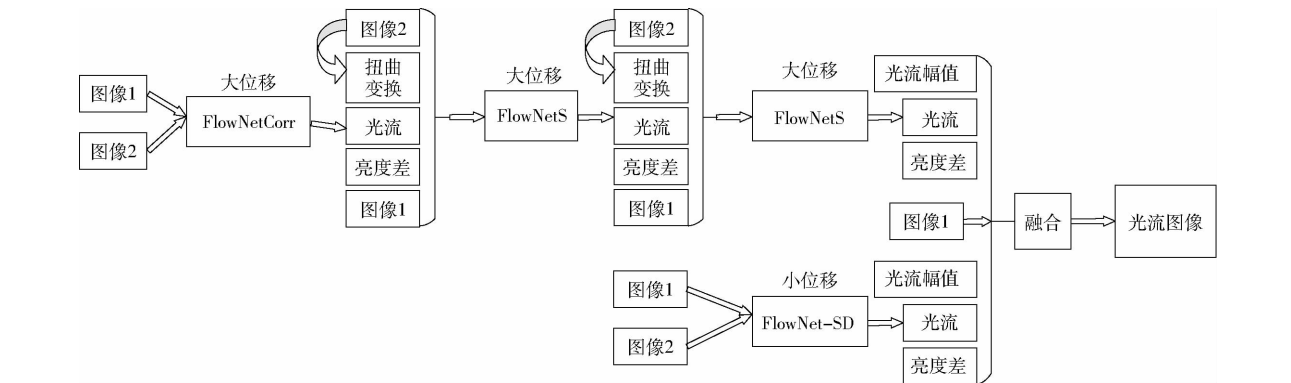 图像1
图像2
大位移
FlowNetCorr
图像2
扭曲
变换
光流
亮度差
图像1
大位移
FlowNetS
图像2
扭曲
变换
光流
亮度差
图像1
大位移
FlowNetS
光流幅值
光流
亮度差
图像1
图像1
图像2
小位移
FlowNet-SD
光流幅值
光流
亮度差
融合
光流图像